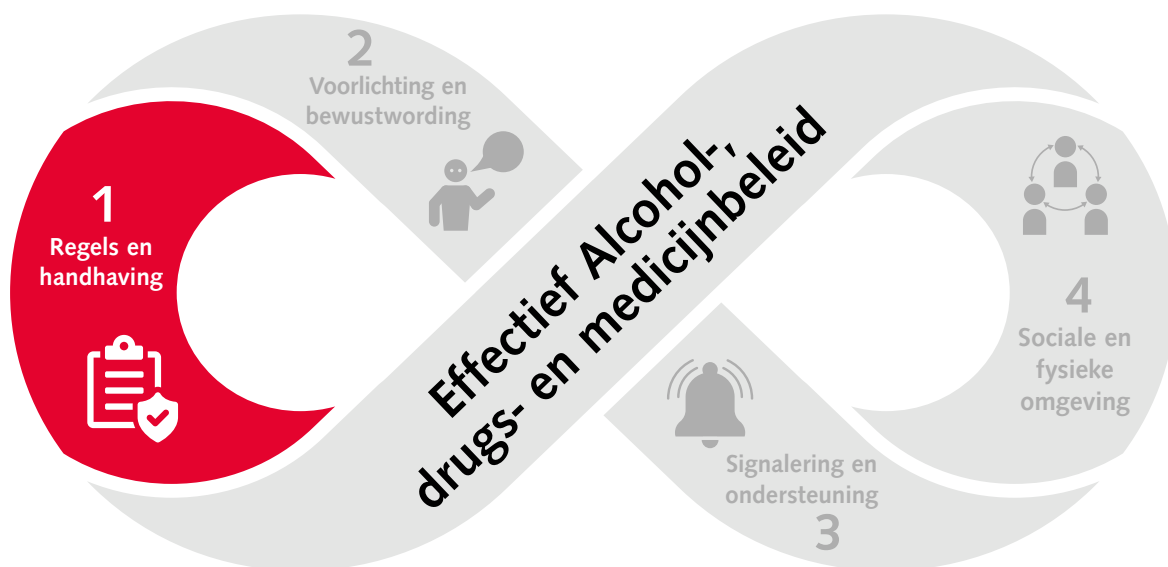 1
Regels en
handhaving
2
Voorlichting en
bewustwording
Effectief Alcohol-,
drugs- en medicijnbeleid
Signalering en
ondersteuning
3
4
Sociale en
fysieke
omgeving